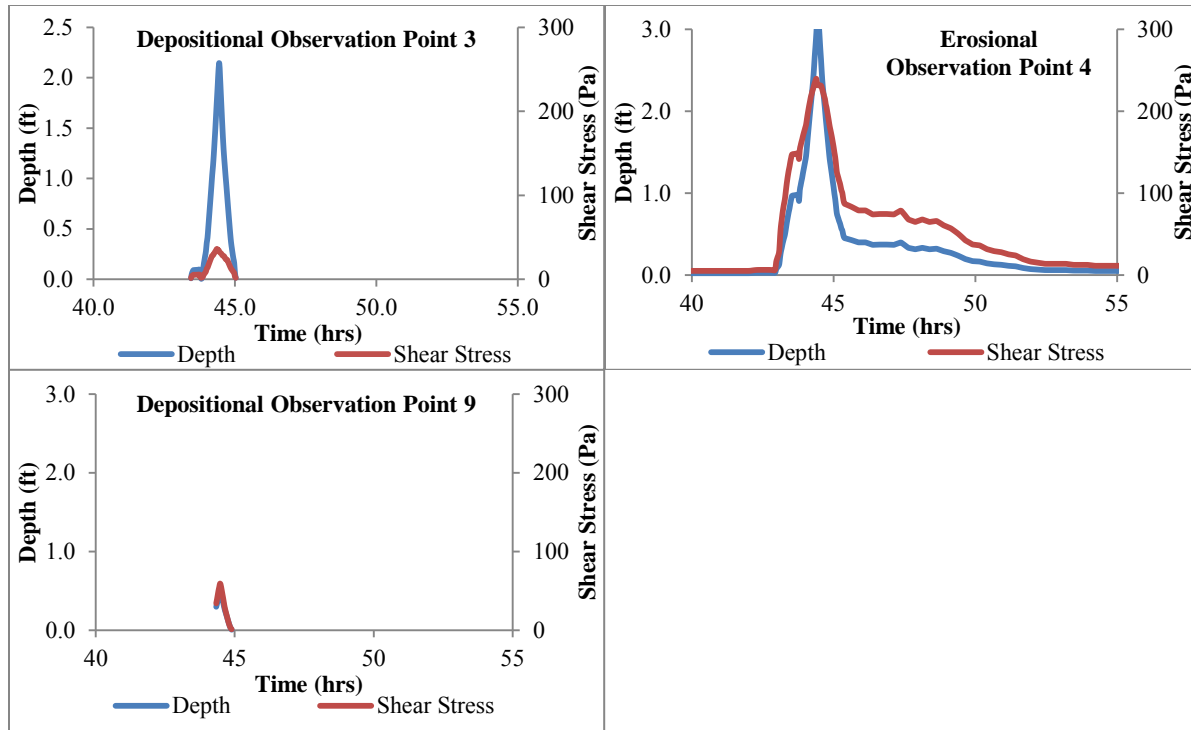 Depositional Observation Point 3
Depth (ft)
2.5
2.0
1.5
1.0
0.5
0.0
300
200
100
0
Shear Stress (Pa)
40.0 45.0 50.0 55.0
Time (hrs)
Depth Shear Stress
Erosional
Observation Point 4
Depth (ft)
3.0
2.0
1.0
0.0
300
200
100
0
Shear Stress (Pa)
40 45 50 55
Time (hrs)
Depth Shear Stress
Depositional Observation Point 9
Depth (ft)
3.0
2.0
1.0
0.0
300
200
100
0
Shear Stress (Pa)
40 45 50 55
Time (hrs)
Depth Shear Stress